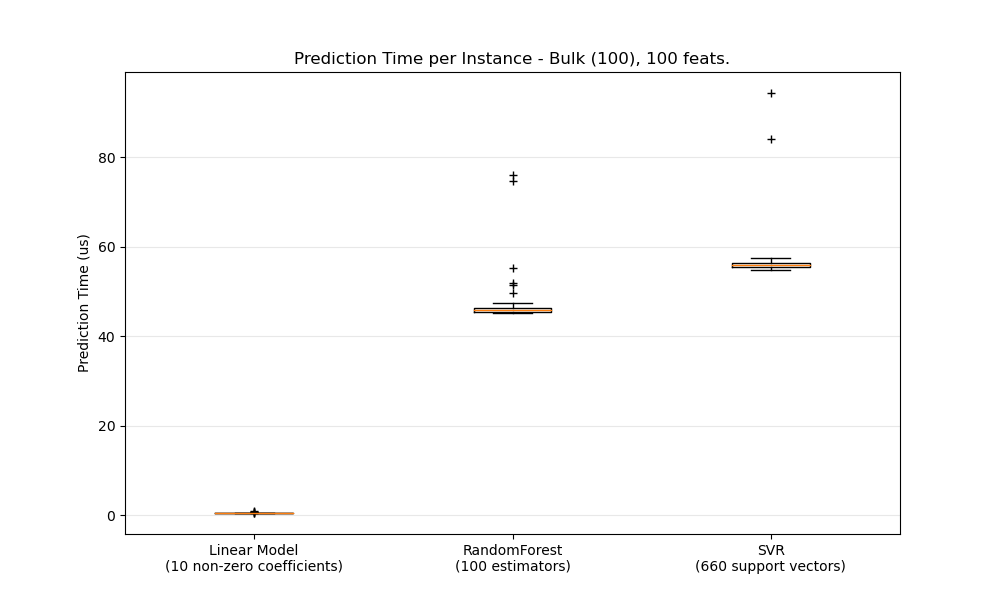 Prediction Time per Instance - Bulk (100), 100 feats.
Prediction Time (us)
80
60
40
20
0
Linear Model
(10 non-zero coefficients)
RandomForest
(100 estimators)
SVR
(660 support vectors)